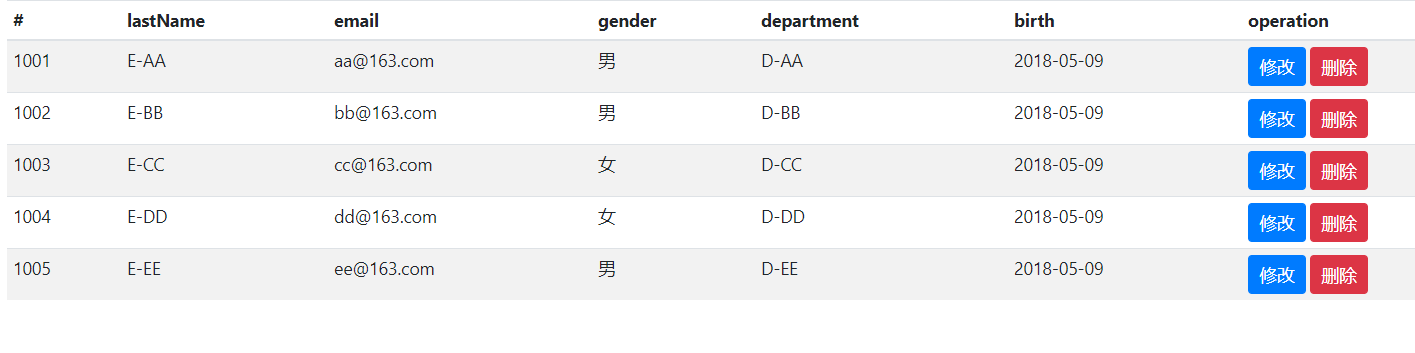 # lastName email gender department birth operation
1001 E-AA aa@163.com 男 D-AA 2018-05-09 修改 删除
1002 E-BB bb@163.com 男 D-BB 2018-05-09 修改 删除
1003 E-CC cc@163.com 女 D-CC 2018-05-09 修改 删除
1004 E-DD dd@163.com 女 D-DD 2018-05-09 修改 删除
1005 E-EE ee@163.com 男 D-EE 2018-05-09 修改 删除